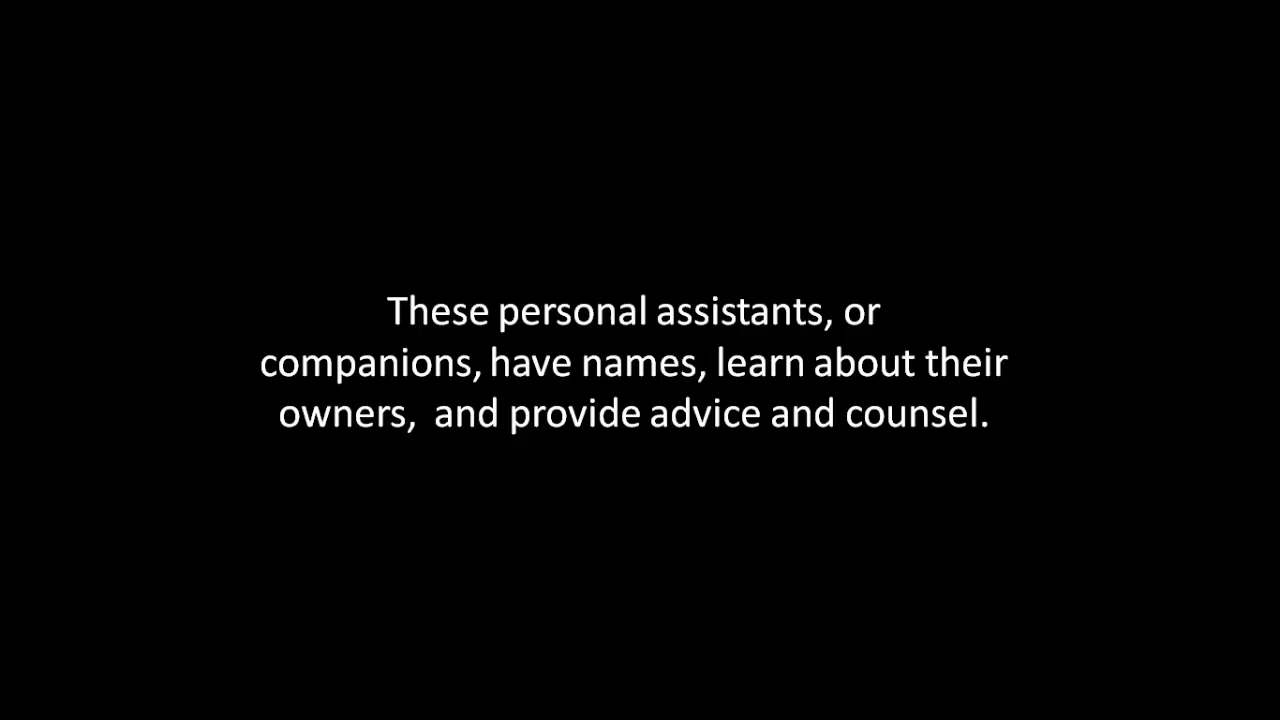 These personal assistants, or
companions, have names, learn about their
owners,  and provide advice and counsel.